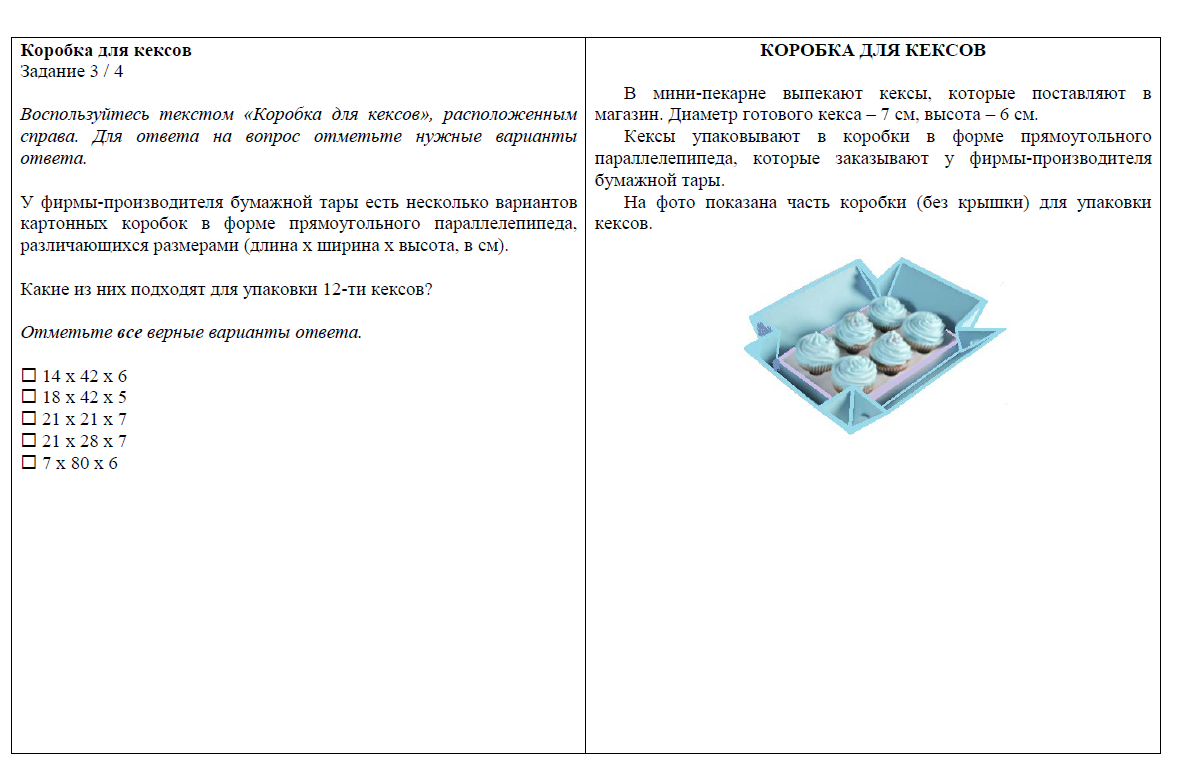 Коробка для кексов
Задание 3 / 4
Воспользуйтесь текстом «Коробка для кексов», расположенным
справа. Для ответа на вопрос отметьте нужные варианты
ответа.
У фирмы-производителя бумажной тары есть несколько вариантов
картонных коробок в форме прямоугольного параллелепипеда,
различающихся размерами (длина х ширина х высота, в см).
Какие из них подходят для упаковки 12-ти кексов?
Отметьте все верные варианты ответа.
☐ 14 х 42 х 6
☐ 18 х 42 х 5
☐ 21 х 21 х 7
☐ 21 х 28 х 7
☐ 7 х 80 х 6
КОРОБКА ДЛЯ КЕКСОВ
В мини-пекарне выпекают кексы, которые поставляют в
магазин. Диаметр готового кекса – 7 см, высота – 6 см.
Кексы упаковывают в коробки в форме прямоугольного
параллелепипеда, которые заказывают у фирмы-производителя
бумажной тары.
На фото показана часть коробки (без крышки) для упаковки
кексов.